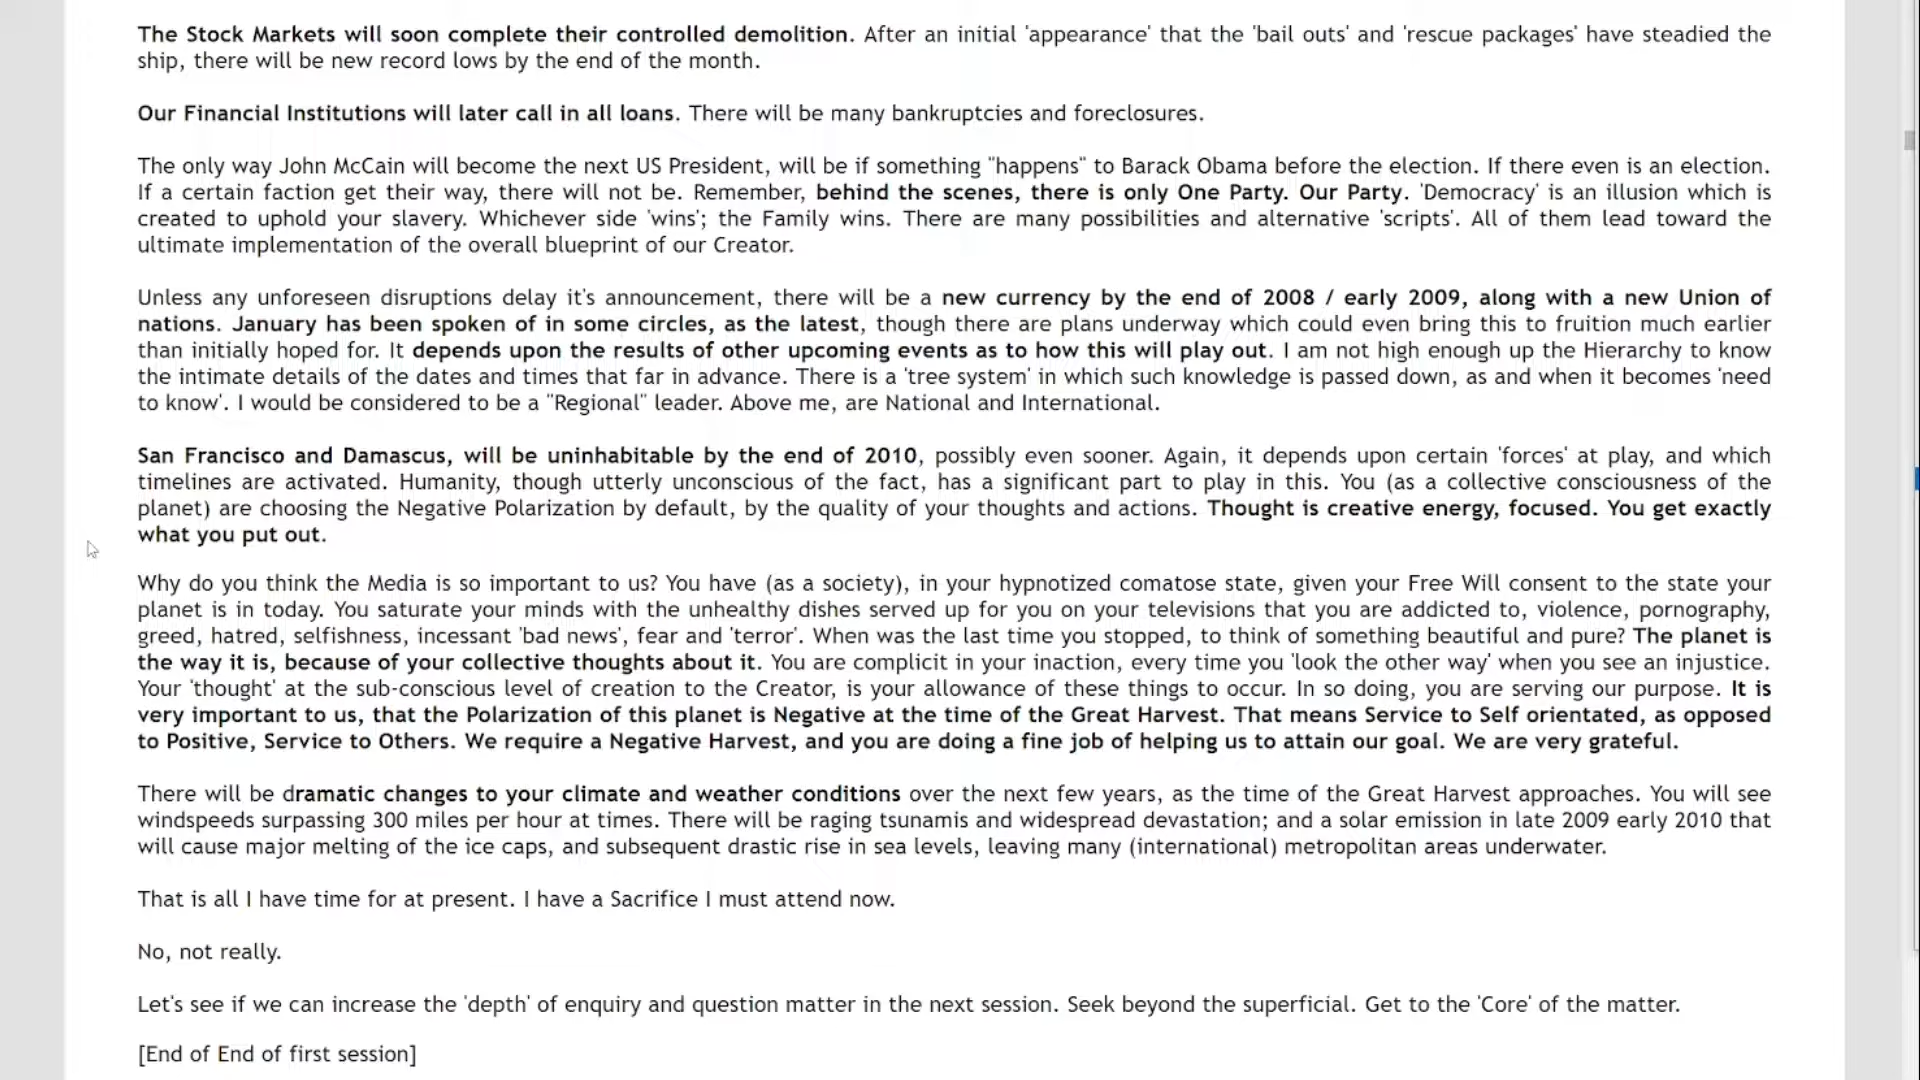 The Stock Markets will soon complete their controlled demolition. After an initial 'appearance' that the 'bail outs' and 'rescue packages' have steadied the
ship, there will be new record lows by the end of the month.
Our Financial Institutions will later call in all loans. There will be many bankruptcies and foreclosures.
The only way John McCain will become the next US President, will be if something "happens" to Barack Obama before the election. If there even is an election.
If a certain faction get their way, there will not be. Remember, behind the scenes, there is only One Party. Our Party. 'Democracy' is an illusion which is
created to uphold your slavery. Whichever side 'wins'; the Family wins. There are many possibilities and alternative 'scripts'. All of them lead toward the
ultimate implementation of the overall blueprint of our Creator.
Unless any unforeseen disruptions delay it's announcement, there will be a new currency by the end of 2008 / early 2009, along with a new Union of
nations. January has been spoken of in some circles, as the latest, though there are plans underway which could even bring this to fruition much earlier
than initially hoped for. It depends upon the results of other upcoming events as to how this will play out. I am not high enough up the Hierarchy to know
the intimate details of the dates and times that far in advance. There is a 'tree system' in which such knowledge is passed down, as and when it becomes 'need
to know'. I would be considered to be a "Regional" leader. Above me, are National and International.
San Francisco and Damascus, will be uninhabitable by the end of 2010, possibly even sooner. Again, it depends upon certain 'forces' at play, and which
timelines are activated. Humanity, though utterly unconscious of the fact, has a significant part to play in this. You (as a collective consciousness of the
planet) are choosing the Negative Polarization by default, by the quality of your thoughts and actions. Thought is creative energy, focused. You get exactly
what you put out.
Why do you think the Media is so important to us? You have (as a society), in your hypnotized comatose state, given your Free Will consent to the state your
planet is in today. You saturate your minds with the unhealthy dishes served up for you on your televisions that you are addicted to, violence, pornography,
greed, hatred, selfishness, incessant 'bad news', fear and 'terror'. When was the last time you stopped, to think of something beautiful and pure? The planet is
the way it is, because of your collective thoughts about it. You are complicit in your inaction, every time you 'look the other way' when you see an injustice.
Your 'thought' at the sub-conscious level of creation to the Creator, is your allowance of these things to occur. In so doing, you are serving our purpose. It is
very important to us, that the Polarization of this planet is Negative at the time of the Great Harvest. That means Service to Self orientated, as opposed
to Positive, Service to Others. We require a Negative Harvest, and you are doing a fine job of helping us to attain our goal. We are very grateful.
There will be dramatic changes to your climate and weather conditions over the next few years, as the time of the Great Harvest approaches. You will see
windspeeds surpassing 300 miles per hour at times. There will be raging tsunamis and widespread devastation; and a solar emission in late 2009 early 2010 that
will cause major melting of the ice caps, and subsequent drastic rise in sea levels, leaving many (international) metropolitan areas underwater.
That is all I have time for at present. I have a Sacrifice I must attend now.
No, not really.
Let's see if we can increase the 'depth' of enquiry and question matter in the next session. Seek beyond the superficial. Get to the 'Core' of the matter.
[End of End of first session]